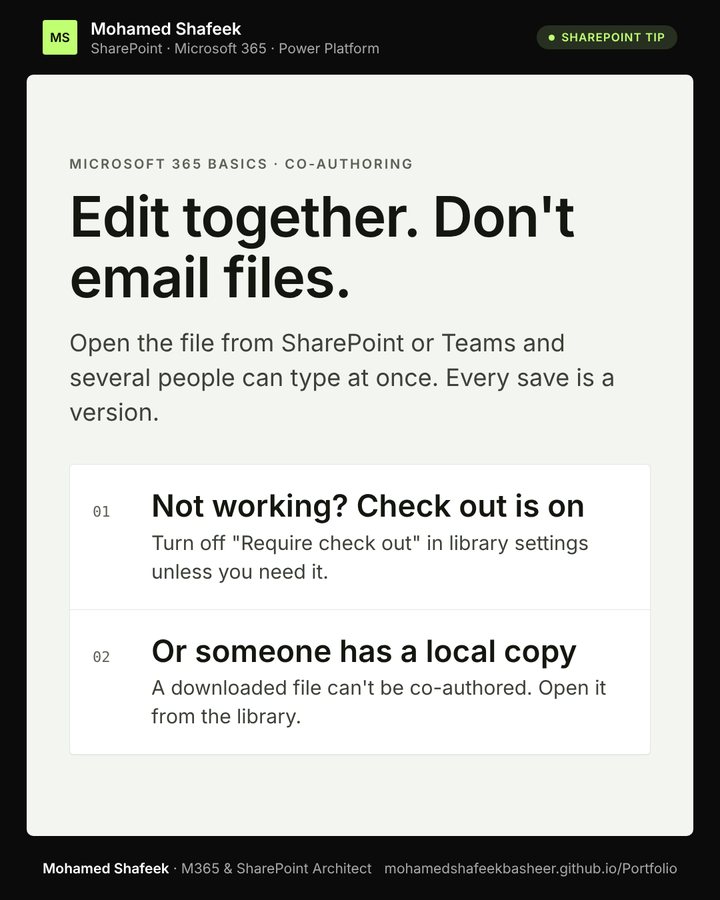 MS
Mohamed Shafeek
SharePoint · Microsoft 365 · Power Platform
SHAREPOINT TIP
MICROSOFT 365 BASICS · CO-AUTHORING
Edit together. Don't
email files.
Open the file from SharePoint or Teams and
several people can type at once. Every save is a
version.
01
Not working? Check out is on
Turn off "Require check out" in library settings
unless you need it.
02
Or someone has a local copy
A downloaded file can't be co-authored. Open it
from the library.
Mohamed Shafeek · M365 & SharePoint Architect
mohamedshafeekbasheer.github.io/Portfolio